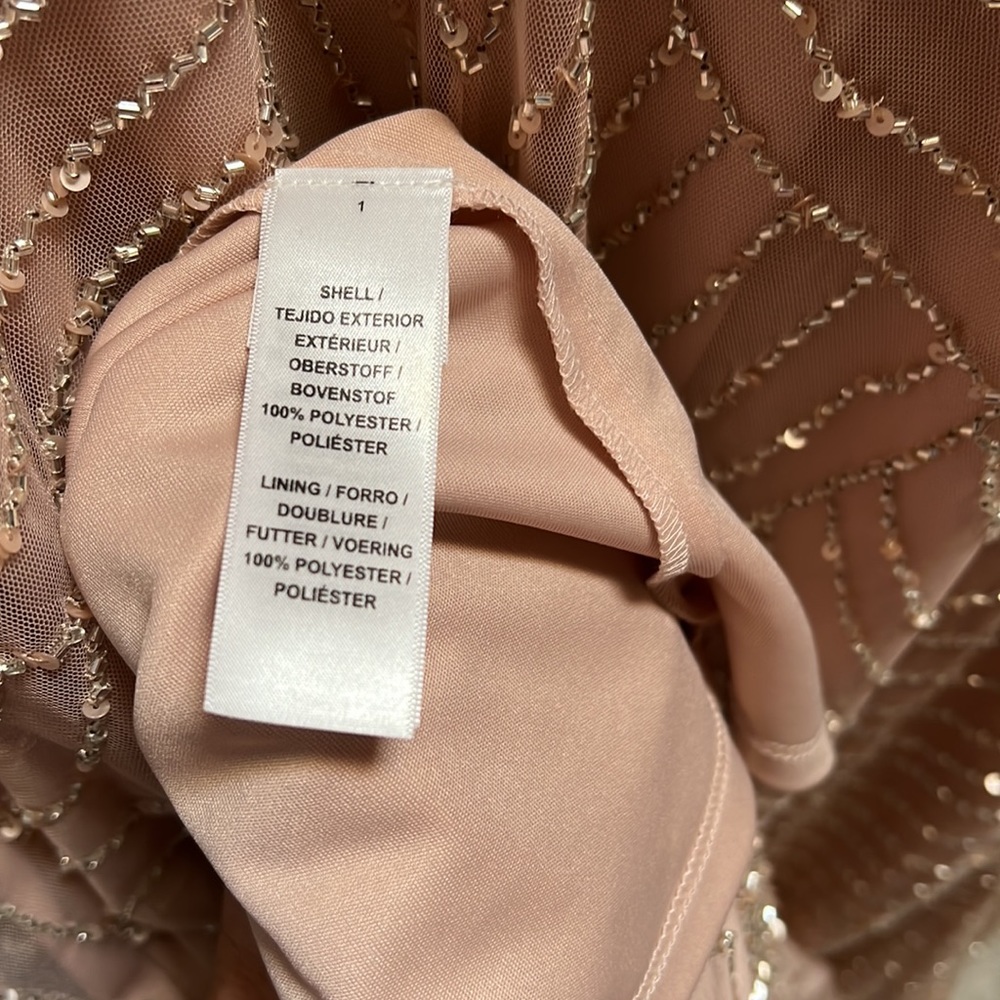 1
SHELL /
TEJIDO EXTERIOR
EXTÉRIEUR /
OBERSTOFF /
BOVENSTOF
100% POLYESTER /
POLIÉSTER
LINING / FORRO /
DOUBLURE /
FUTTER / VOERING
100% POLYESTER /
POLIÉSTER